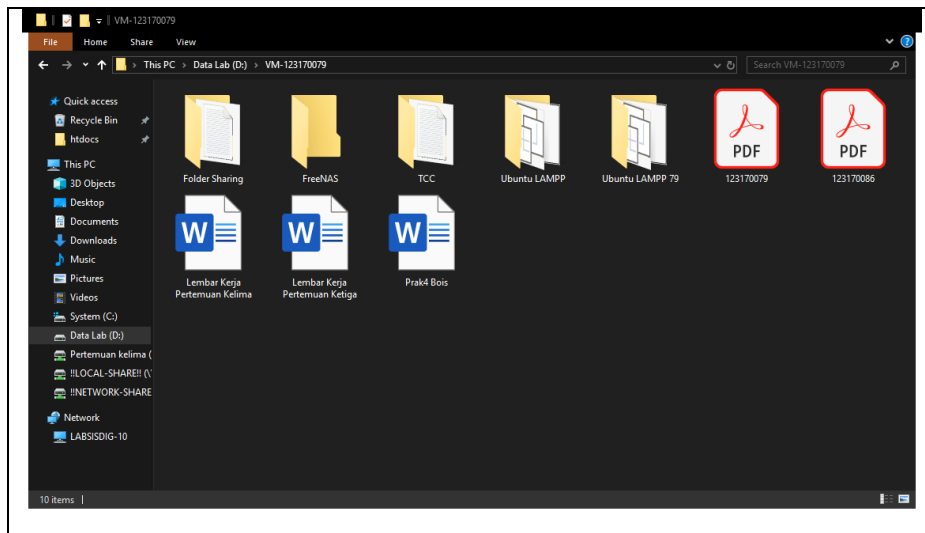 VM-123170079
File Home Share View
This PC > Data Lab (D:) > VM-123170079
Search VM-123170079
Quick access
Recycle Bin
htdocs
This PC
3D Objects
Desktop
Documents
Downloads
Music
Pictures
Videos
System (C:)
Data Lab (D:)
Pertemuan kelima (
!!LOCAL-SHARE!! (\
!!NETWORK-SHARE
Network
LABSISDIG-10
Folder Sharing
FreeNAS
TCC
Ubuntu LAMPP
Ubuntu LAMPP 79
PDF
123170079
PDF
123170086
W
Lembar Kerja
Pertemuan Kelima
W
Lembar Kerja
Pertemuan Ketiga
W
Prak4 Bois
10 items